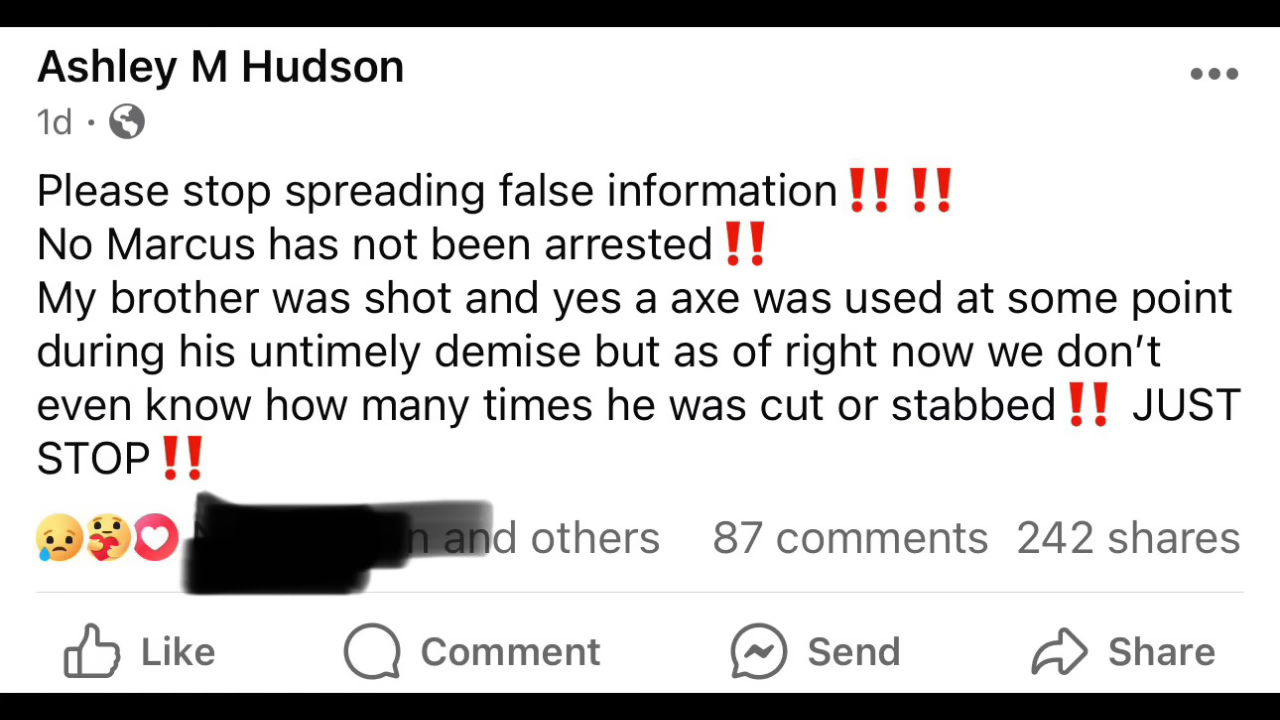 Ashley M Hudson
1d ·
Please stop spreading false information‼️ ‼️
No Marcus has not been arrested‼️
My brother was shot and yes a axe was used at some point
during his untimely demise but as of right now we don’t
even know how many times he was cut or stabbed‼️ JUST
STOP‼️
and others 87 comments 242 shares
Like Comment Send Share